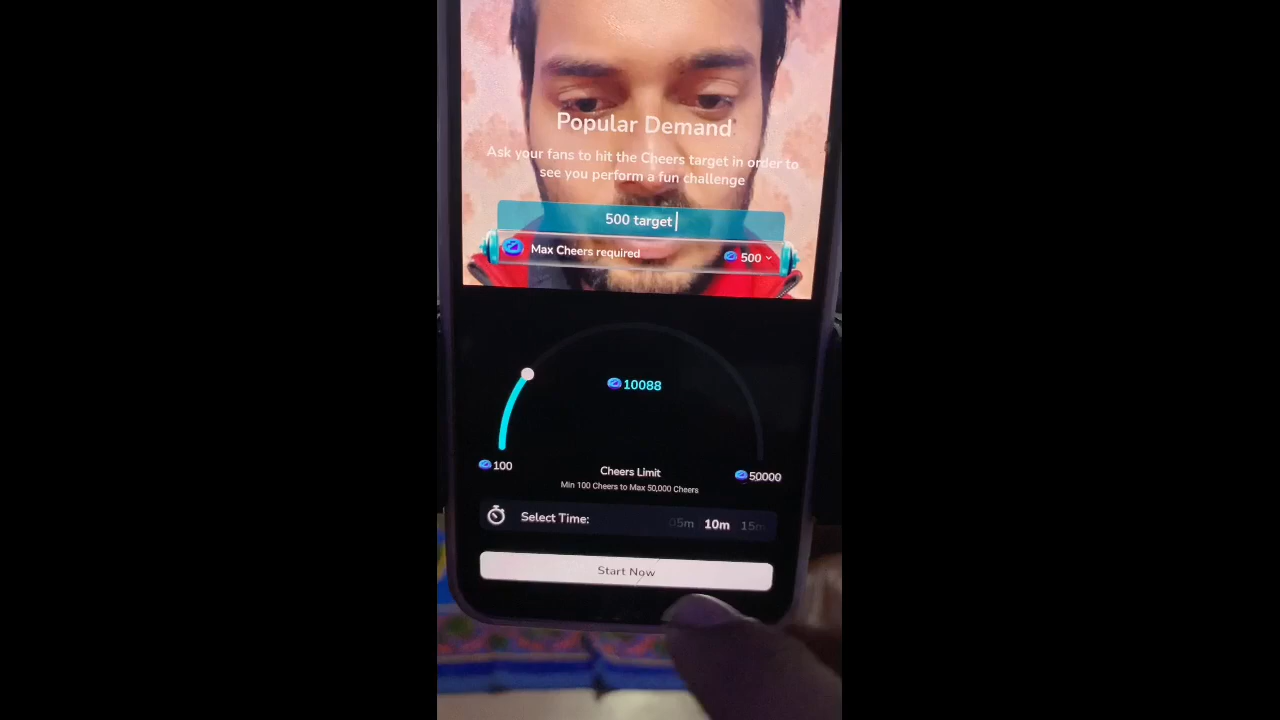 Popular Demand
Ask your fans to hit the Cheers target in order to
see you perform a fun challenge
500 target
Max Cheers required 500
10088
100
Cheers Limit
50000
Min 100 Cheers to Max 50,000 Cheers
Select Time: 05m 10m 15m
Start Now